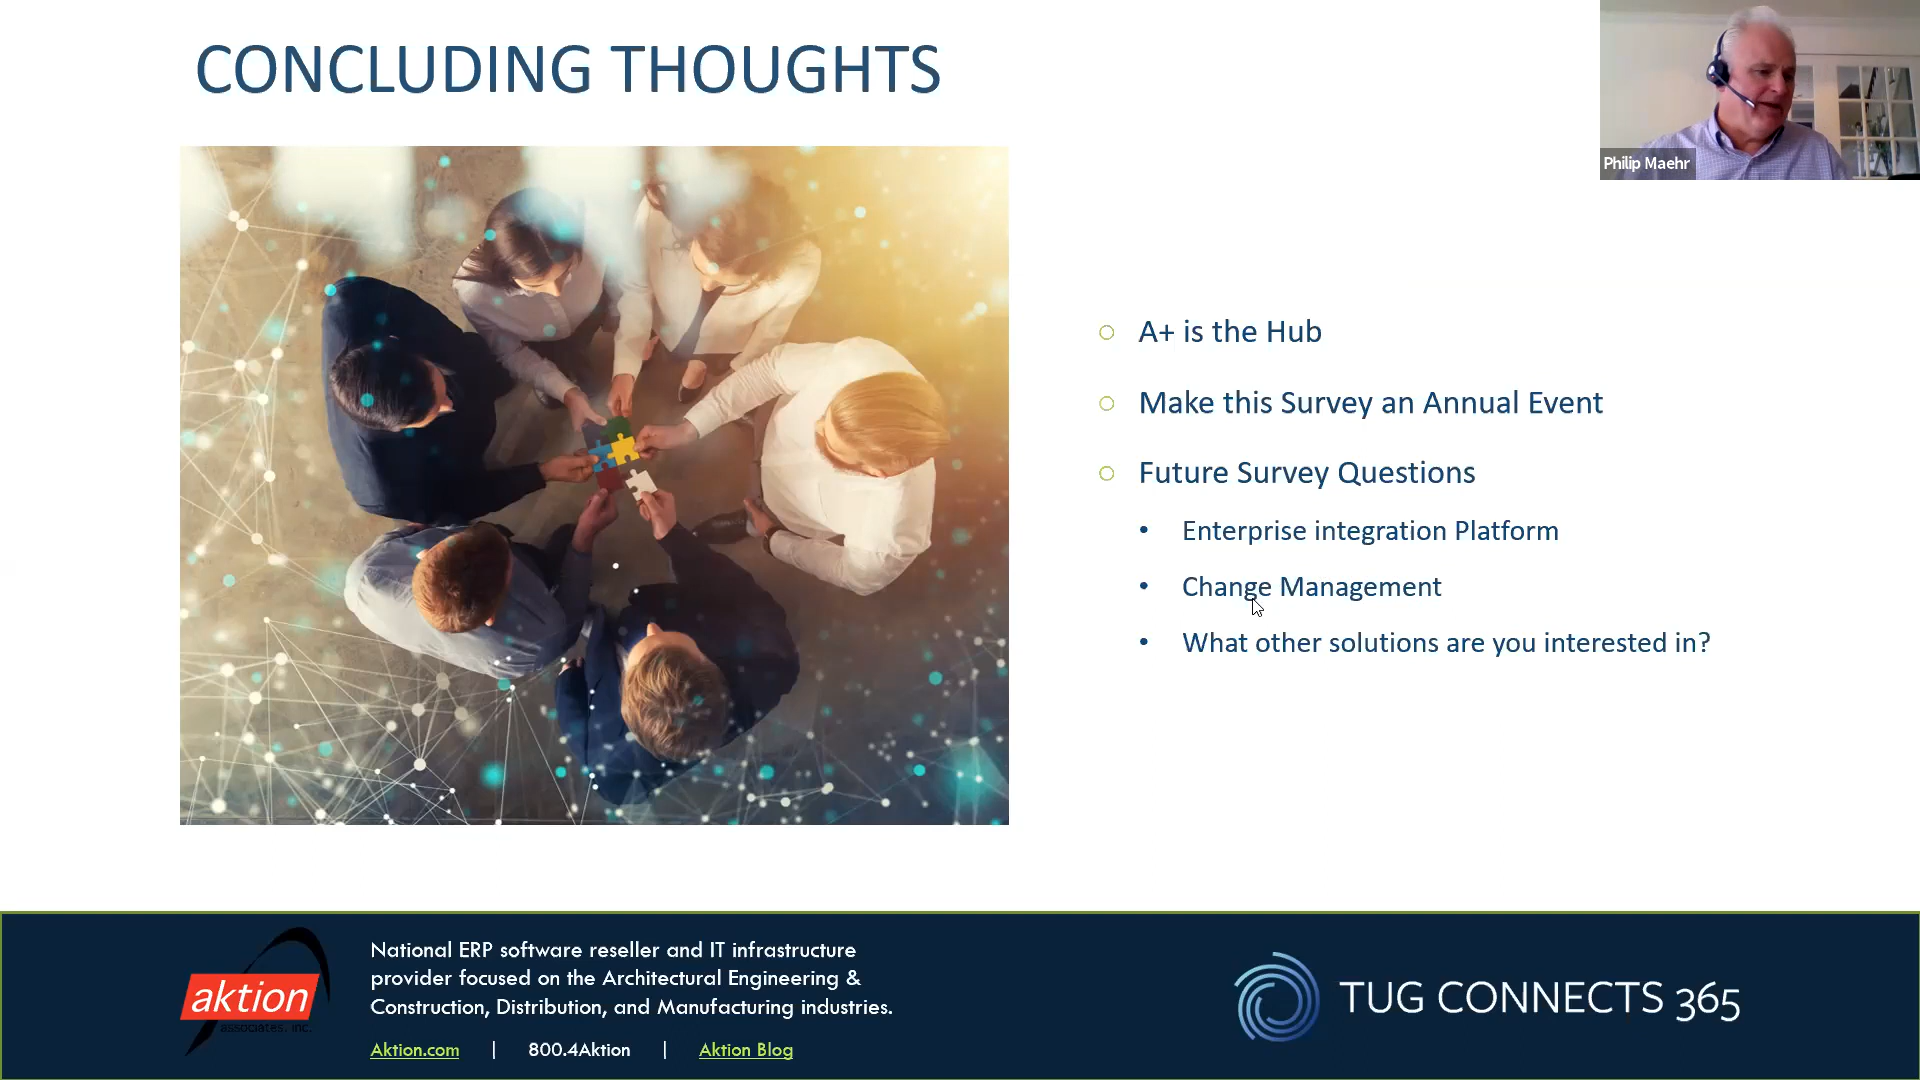 CONCLUDING THOUGHTS
Philip Maehr
A+ is the Hub
Make this Survey an Annual Event
Future Survey Questions
• Enterprise integration Platform
• Change Management
• What other solutions are you interested in?
aktion
associates, inc.
National ERP software reseller and IT infrastructure
provider focused on the Architectural Engineering &
Construction, Distribution, and Manufacturing industries.
Aktion.com | 800.4Aktion | Aktion Blog
TUG CONNECTS 365